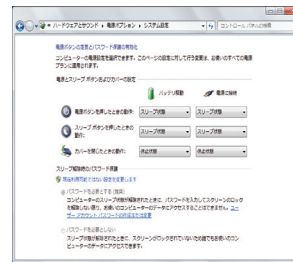 « ハードウェアとサウンド ▸ 電源オプション ▸ システム設定
コントロール パネルの検索
電源ボタンの定義とパスワード保護の有効化
コンピューターの電源設定を選択できます。このページの設定に対して行う変更は、お使いのすべての電源
プランに適用されます。
電源とスリープ ボタンおよびカバーの設定
バッテリ駆動
電源に接続
電源ボタンを押したときの動作:
スリープ状態
スリープ状態
スリープ ボタンを押したときの
動作:
スリープ状態
スリープ状態
カバーを閉じたときの動作:
休止状態
休止状態
スリープ解除時のパスワード保護
現在利用可能ではない設定を変更します
パスワードを必要とする (推奨)
コンピューターのスリープ状態が解除されたときに、パスワードを入力してスクリーンのロック
を解除しない限り、お使いのコンピューターのデータにアクセスすることはできません。ユー
ザー アカウント パスワードの作成または変更
パスワードを必要としない
スリープ状態が解除されたときに、スクリーンがロックされていないため誰でもお使いのコン
ピューターのデータにアクセスできます。